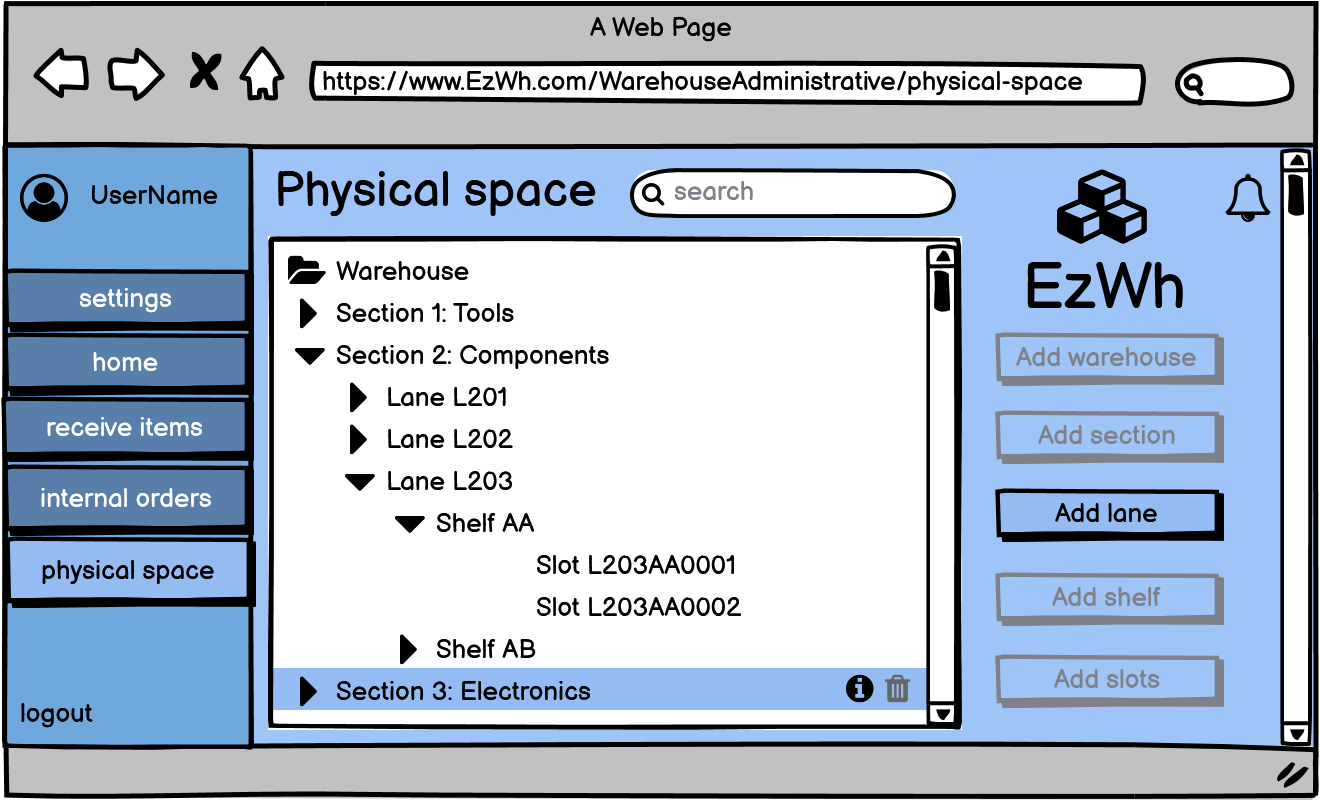 A Web Page
https://www.EzWh.com/WarehouseAdministrative/physical-space
UserName
settings
home
receive items
internal orders
physical space
logout
Physical space
search
Warehouse
Section 1: Tools
Section 2: Components
Lane L201
Lane L202
Lane L203
Shelf AA
Slot L203AA0001
Slot L203AA0002
Shelf AB
Section 3: Electronics
EzWh
Add warehouse
Add section
Add lane
Add shelf
Add slots